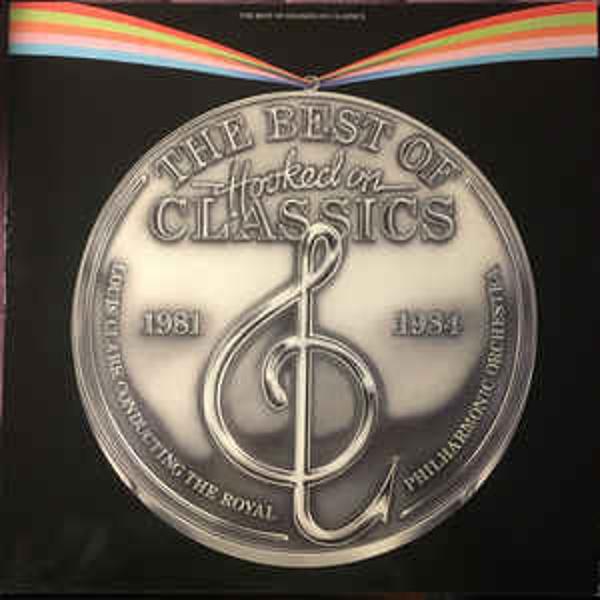 THE BEST OF HOOKED ON CLASSICS
THE BEST OF
Hooked on
CLASSICS
1981 1984
LOUIS CLARK CONDUCTING THE ROYAL
PHILHARMONIC ORCHESTRA